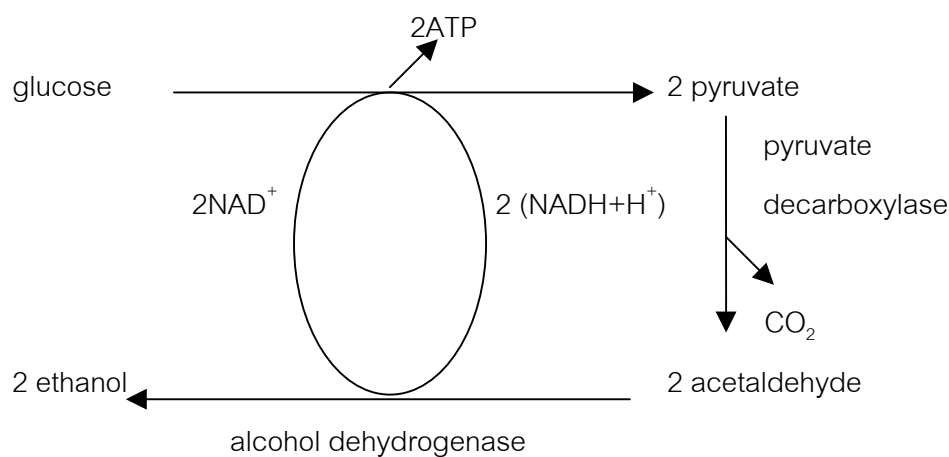 2ATP
glucose
2 pyruvate
pyruvate
2NAD⁺
2 (NADH+H⁺)
decarboxylase
CO₂
2 ethanol
2 acetaldehyde
alcohol dehydrogenase